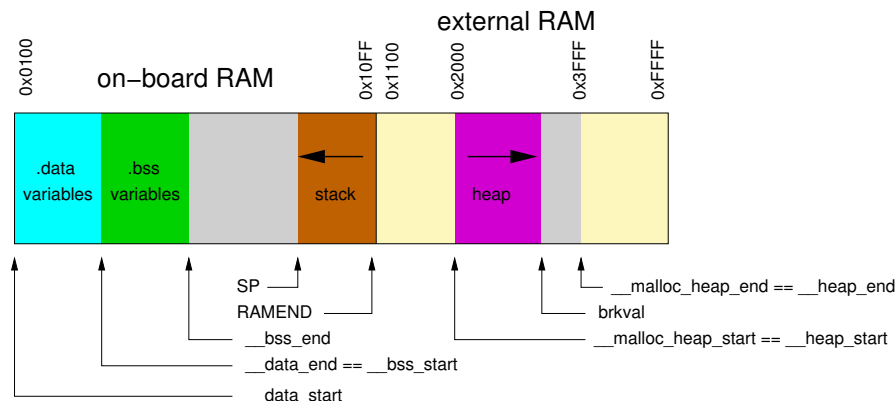 external RAM
on−board RAM
0x0100
0x10FF
0x1100
0x2000
0x3FFF
0xFFFF
.data
variables
.bss
variables
stack
heap
SP
RAMEND
__bss_end
__data_end == __bss_start
data_start
__malloc_heap_end == __heap_end
brkval
__malloc_heap_start == __heap_start